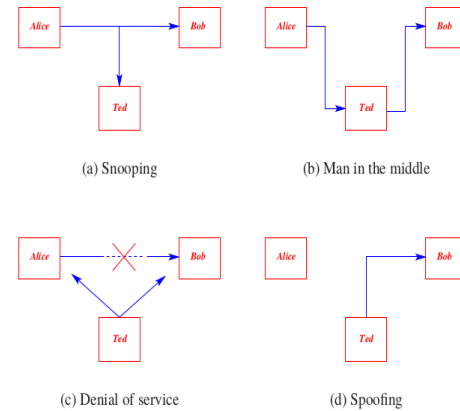 Alice
Bob
Ted
(a) Snooping
Alice
Bob
Ted
(b) Man in the middle
Alice
Bob
Ted
(c) Denial of service
Alice
Bob
Ted
(d) Spoofing